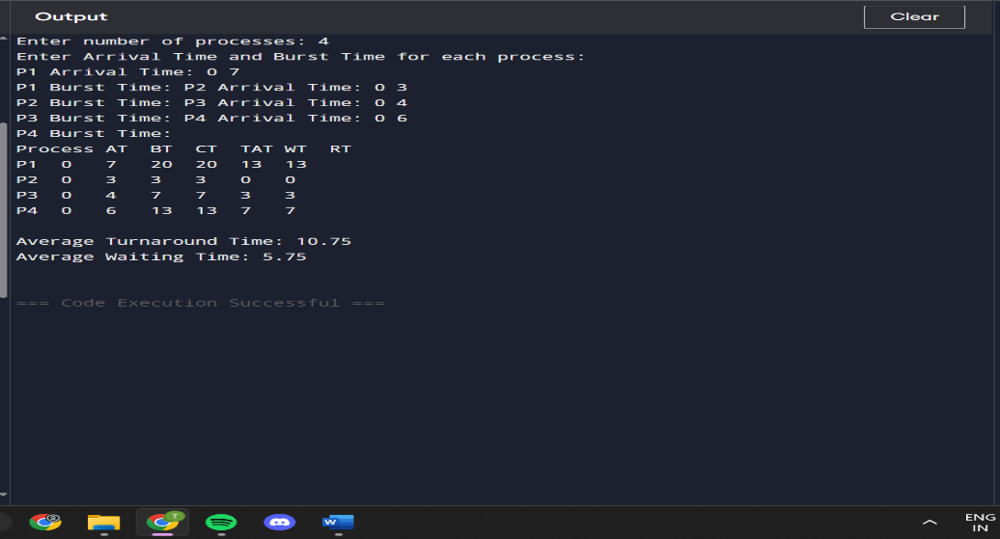 Output
Clear
Enter number of processes: 4
Enter Arrival Time and Burst Time for each process:
P1 Arrival Time: 0 7
P1 Burst Time: P2 Arrival Time: 0 3
P2 Burst Time: P3 Arrival Time: 0 4
P3 Burst Time: P4 Arrival Time: 0 6
P4 Burst Time:
Process AT BT CT TAT WT RT
P1 0 7 20 20 13 13
P2 0 3 3 3 0 0
P3 0 4 7 7 3 3
P4 0 6 13 13 7 7
Average Turnaround Time: 10.75
Average Waiting Time: 5.75
=== Code Execution Successful ===
T
W
ENG
IN